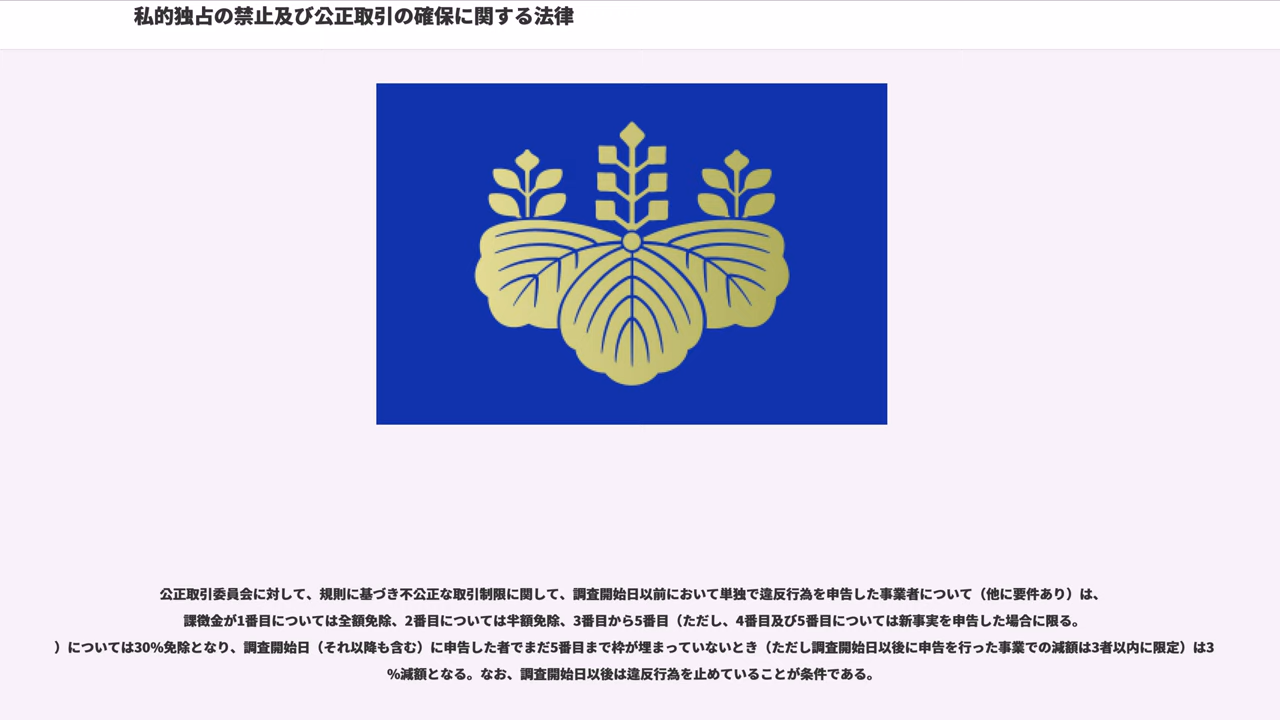 私的独占の禁止及び公正取引の確保に関する法律
公正取引委員会に対して、規則に基づき不公正な取引制限に関して、調査開始日以前において単独で違反行為を申告した事業者について（他に要件あり）は、
課徴金が1番目については全額免除、2番目については半額免除、3番目から5番目（ただし、4番目及び5番目については新事実を申告した場合に限る。
）については30%免除となり、調査開始日（それ以降も含む）に申告した者でまだ5番目まで枠が埋まっていないとき（ただし調査開始日以後に申告を行った事業での減額は3者以内に限定）は3
%減額となる。なお、調査開始日以後は違反行為を止めていることが条件である。